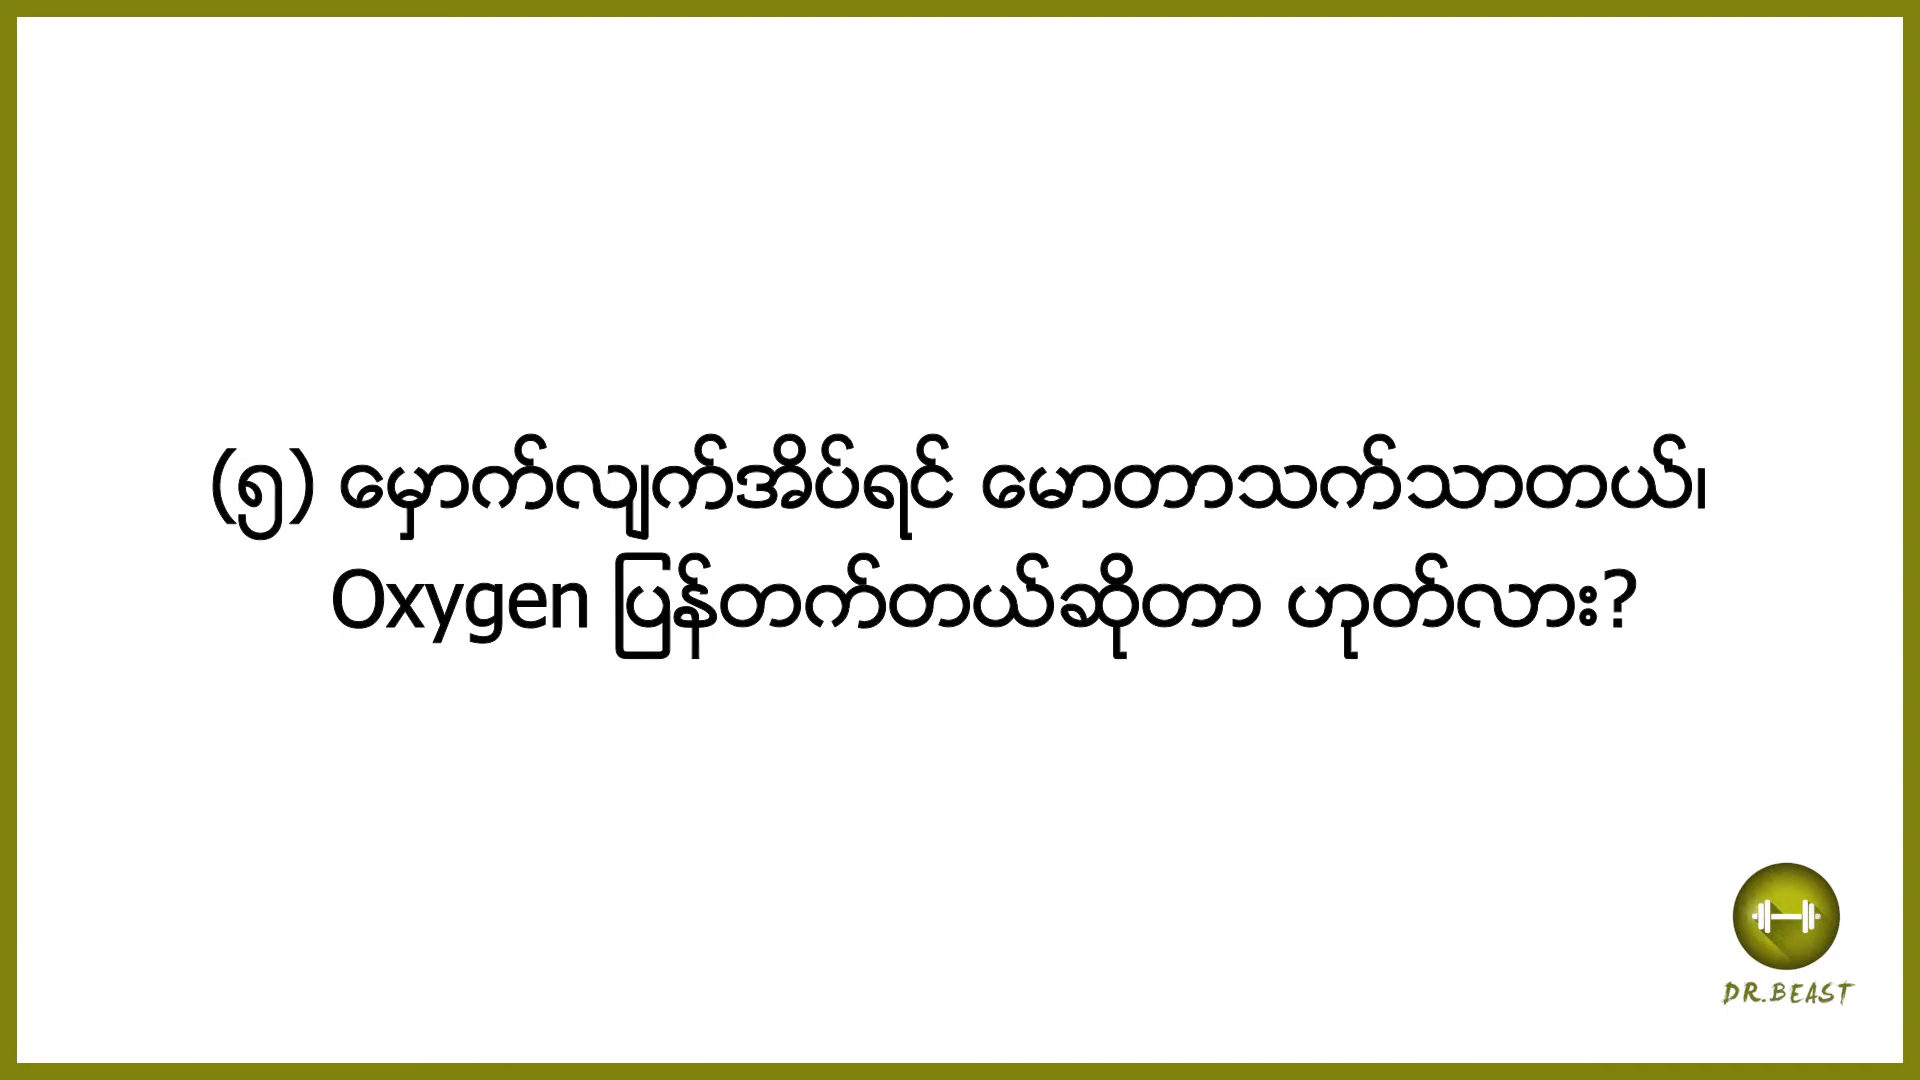 (၅) မှောက်လျက်အိပ်ရင် မောတာသက်သာတယ်၊
Oxygen ပြန်တက်တယ်ဆိုတာ ဟုတ်လား?
DR.BEAST